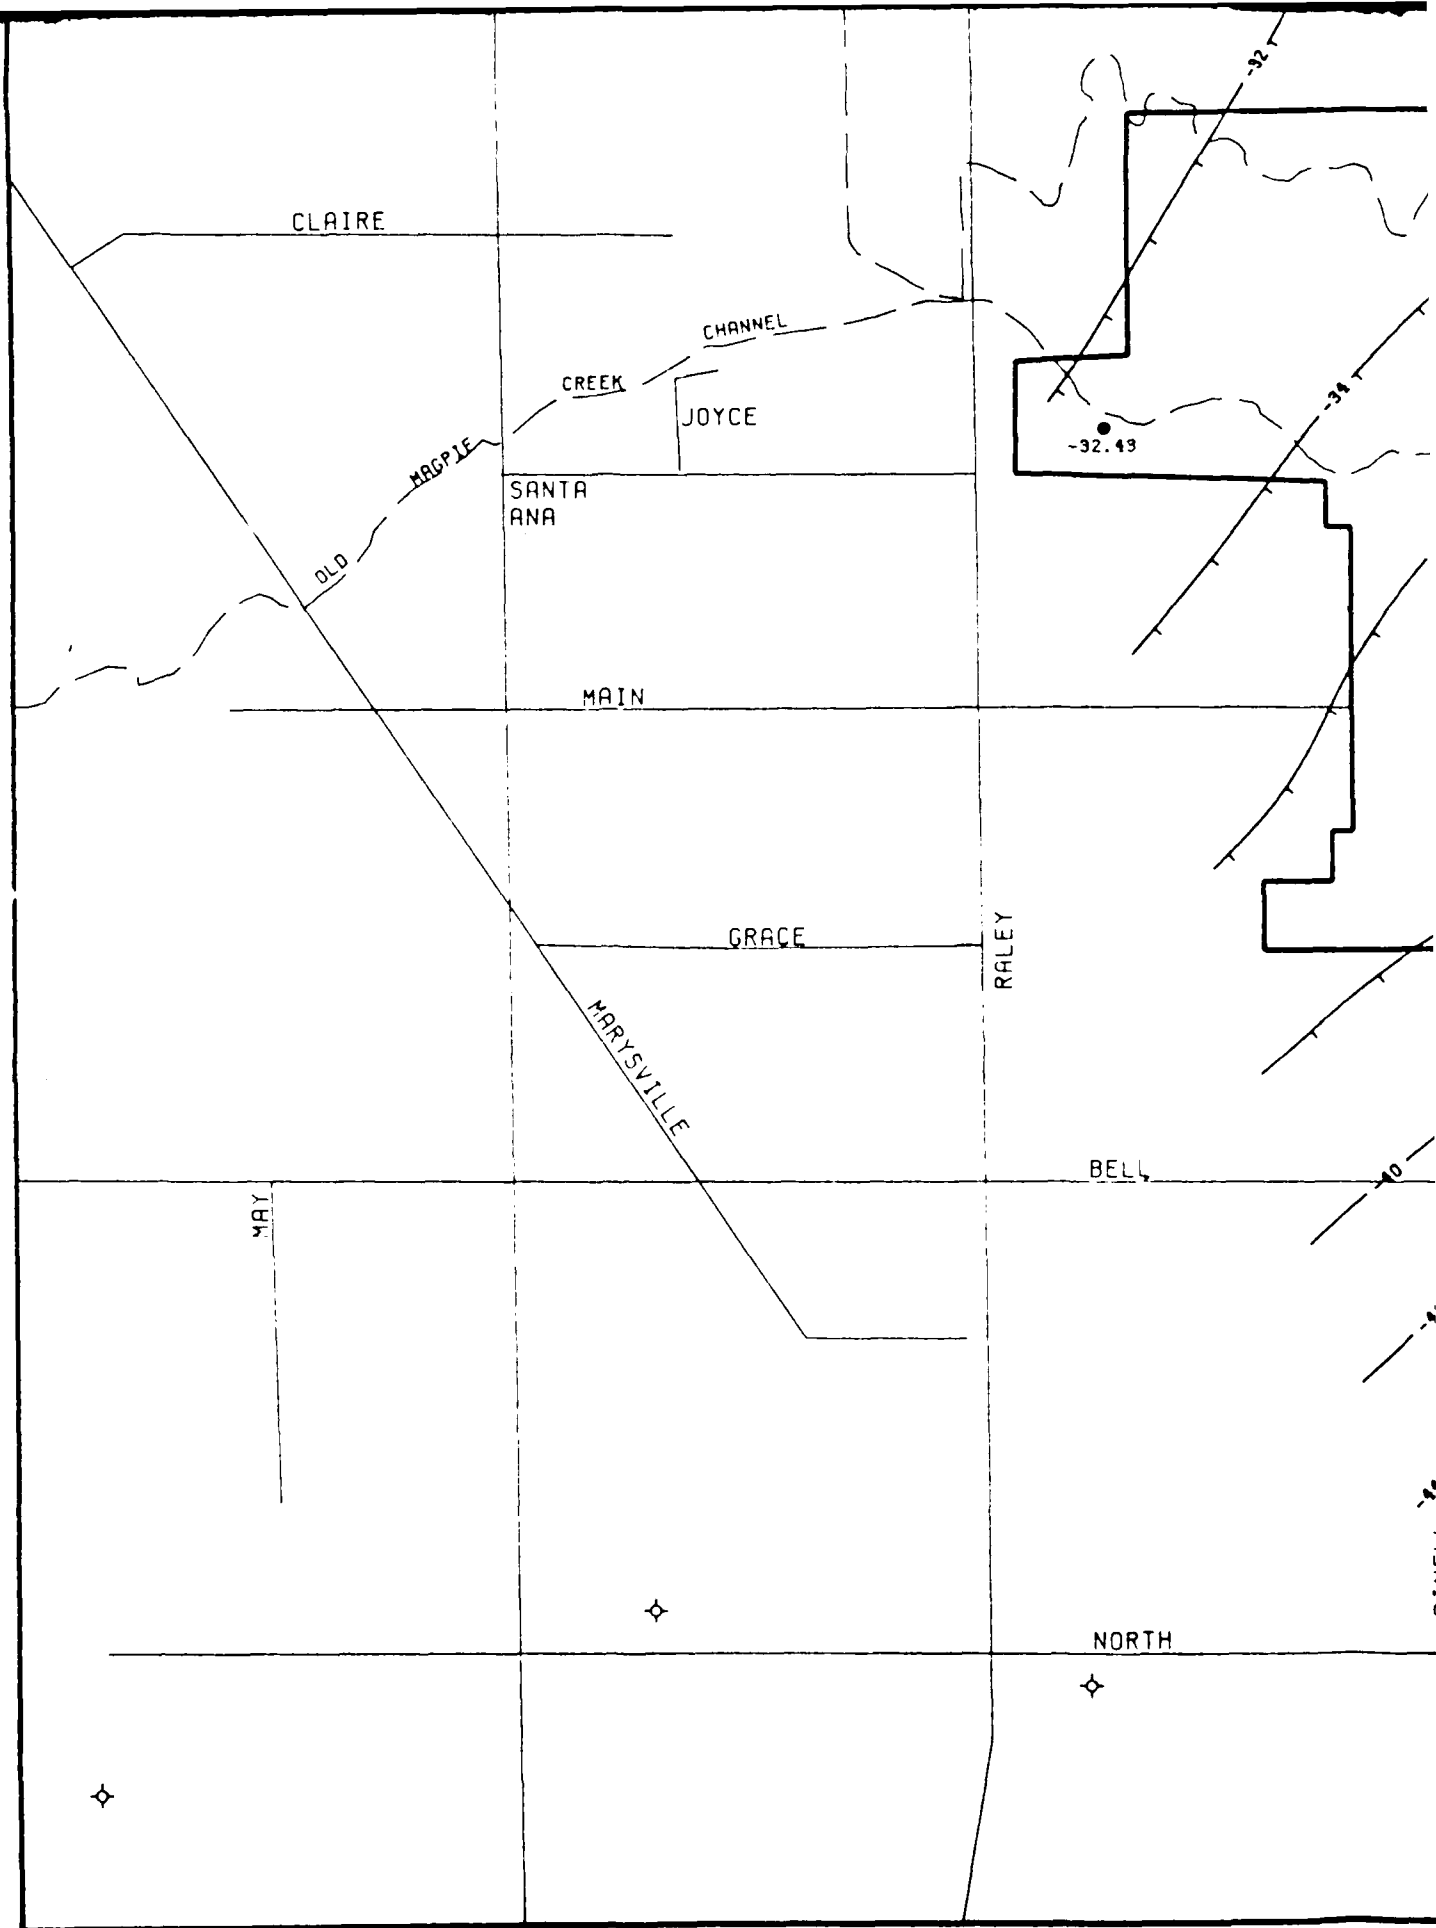 -32
CLAIRE
CHANNEL
CREEK
-34
JOYCE
-32.43
MAGPIE
SANTA
ANA
OLD
MAIN
GRACE
RALEY
MARYSVILLE
BELL
-40
MAY
NORTH